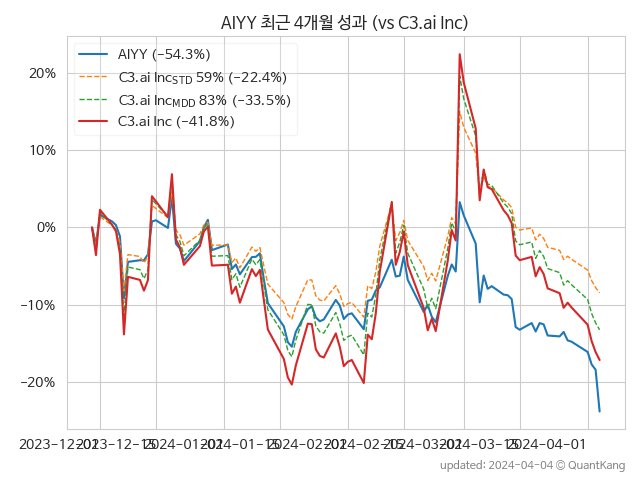 AIYY 최근 4개월 성과 (vs C3.ai Inc)
AIYY (−54.3%)
C3.ai Inc_STD 59% (−22.4%)
C3.ai Inc_MDD 83% (−33.5%)
C3.ai Inc (−41.8%)
20%
10%
0%
−10%
−20%
2023-12-01 2023-12-15 2024-01-01 2024-01-15 2024-02-01 2024-02-15 2024-03-01 2024-03-15 2024-04-01
updated: 2024-04-04 © QuantKang